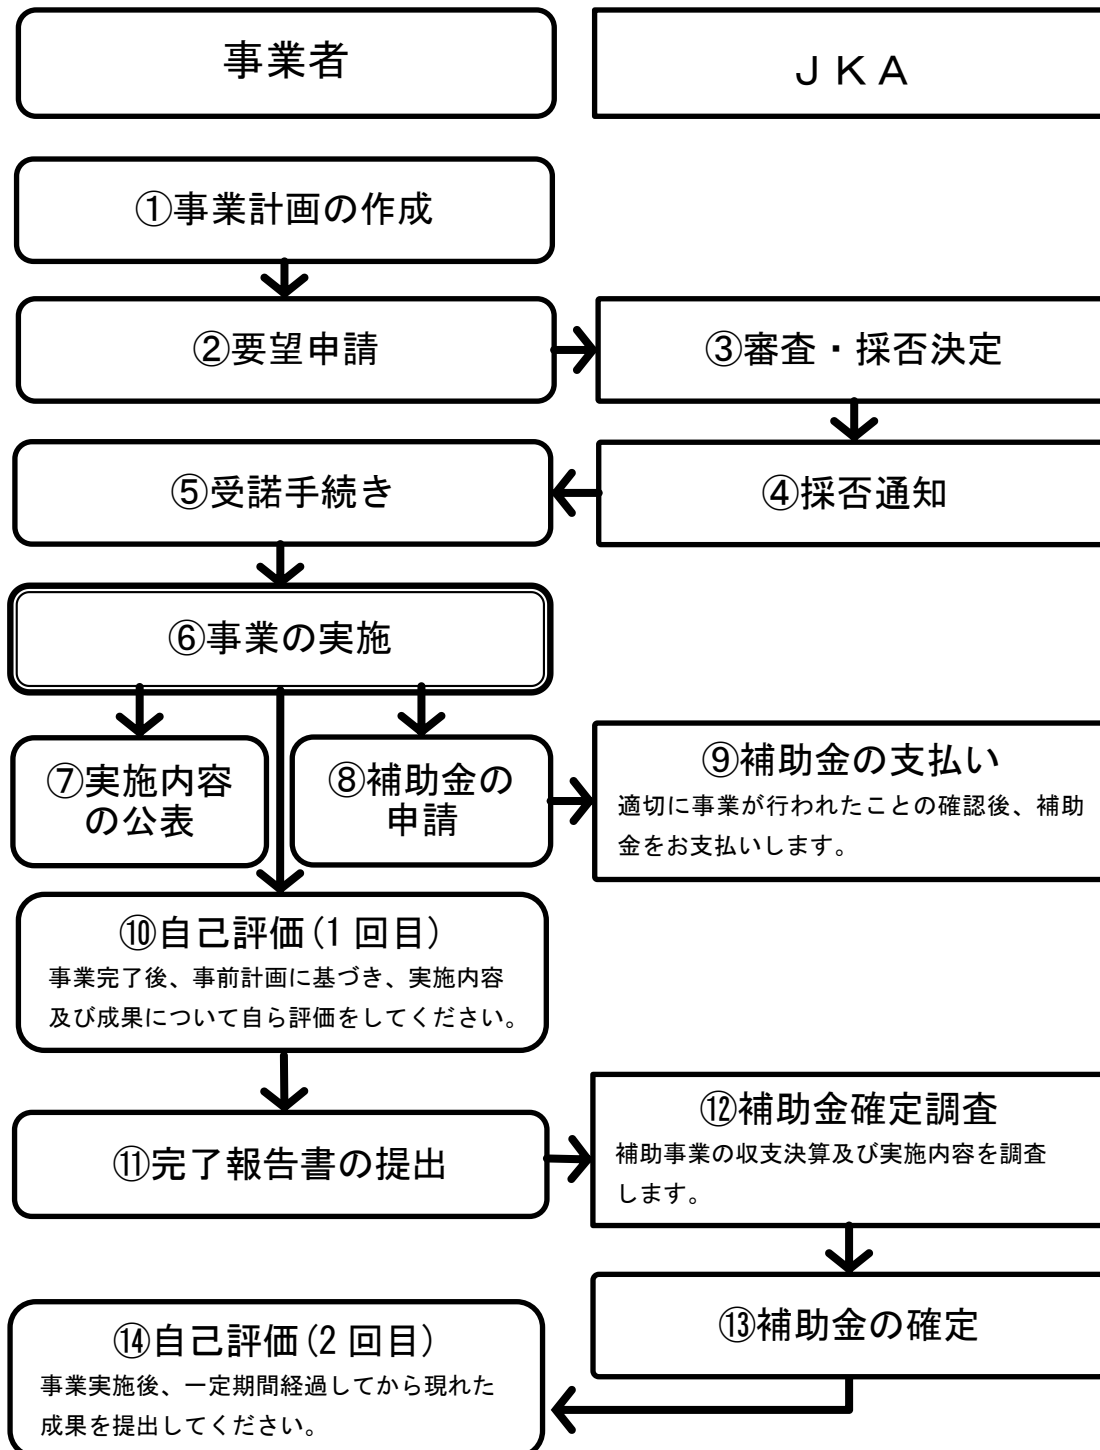 事業者
ＪＫＡ
①事業計画の作成
②要望申請
③審査・採否決定
④採否通知
⑤受諾手続き
⑥事業の実施
⑦実施内容
の公表
⑧補助金の
申請
⑨補助金の支払い
適切に事業が行われたことの確認後、補助
金をお支払いします。
⑩自己評価(1回目)
事業完了後、事前計画に基づき、実施内容
及び成果について自ら評価をしてください。
⑪完了報告書の提出
⑫補助金確定調査
補助事業の収支決算及び実施内容を調査
します。
⑬補助金の確定
⑭自己評価(2回目)
事業実施後、一定期間経過してから現れた
成果を提出してください。